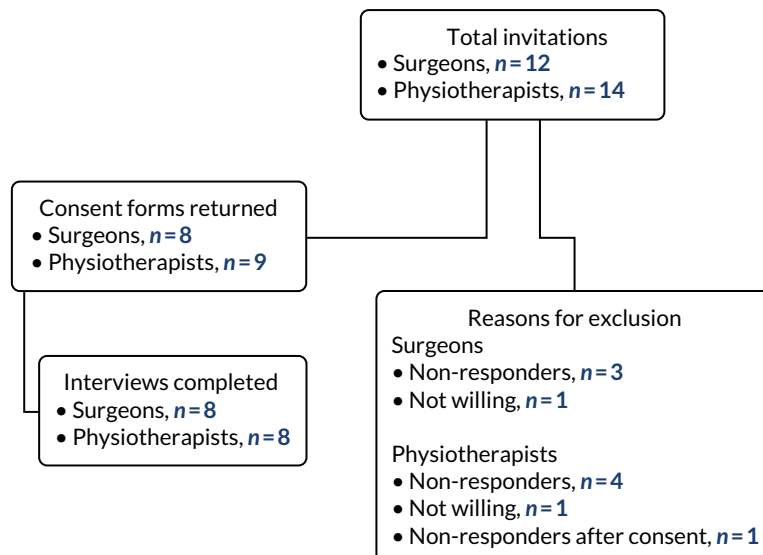 Total invitations
• Surgeons, n=12
• Physiotherapists, n=14
Consent forms returned
• Surgeons, n=8
• Physiotherapists, n=9
Interviews completed
• Surgeons, n=8
• Physiotherapists, n=8
Reasons for exclusion
Surgeons
• Non-responders, n=3
• Not willing, n=1
Physiotherapists
• Non-responders, n=4
• Not willing, n=1
• Non-responders after consent, n=1